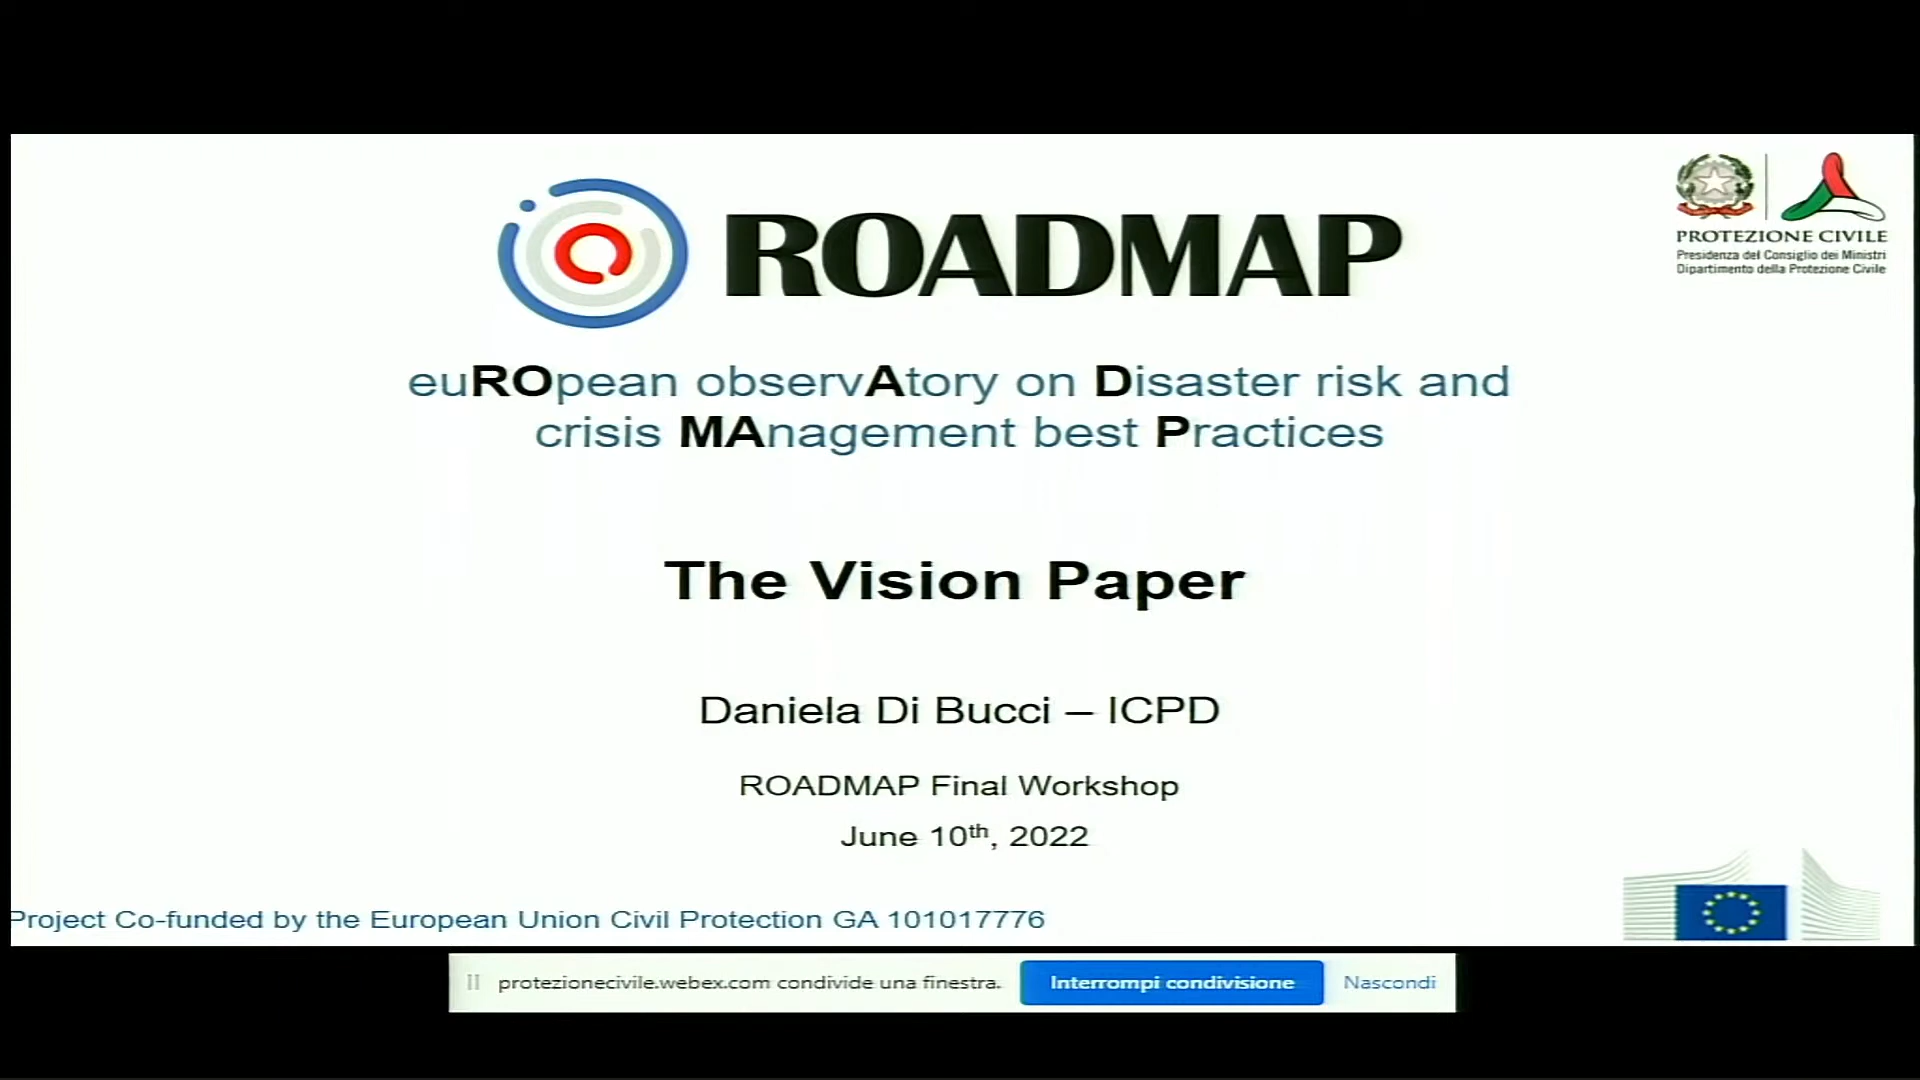 ROADMAP
PROTEZIONE CIVILE
Presidenza del Consiglio dei Ministri
Dipartimento della Protezione Civile
euROpean observAtory on Disaster risk and
crisis MAnagement best Practices
The Vision Paper
Daniela Di Bucci – ICPD
ROADMAP Final Workshop
June 10th, 2022
Project Co-funded by the European Union Civil Protection GA 101017776
protezionecivile.webex.com condivide una finestra.
Interrompi condivisione
Nascondi